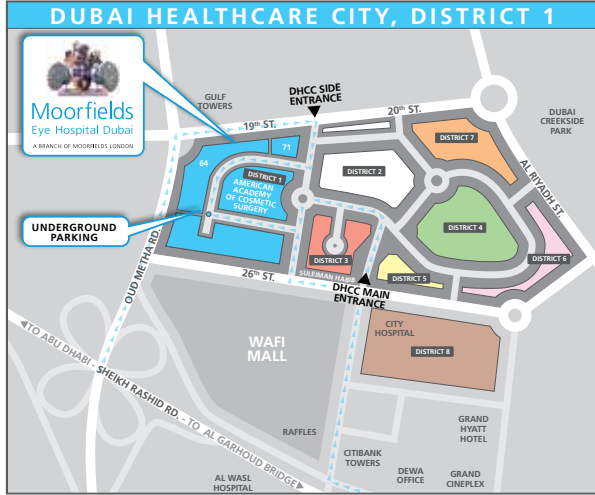 DUBAI HEALTHCARE CITY, DISTRICT 1
Moorfields
Eye Hospital Dubai
A BRANCH OF MOORFIELDS LONDON
GULF
TOWERS
DHCC SIDE
ENTRANCE
20th ST.
19th ST.
DUBAI
CREEKSIDE
PARK
DISTRICT 7
71
64
DISTRICT 1
AMERICAN
ACADEMY
OF COSMETIC
SURGERY
DISTRICT 2
AL RIYADH ST.
UNDERGROUND
PARKING
DISTRICT 4
OUD METHA RD.
DISTRICT 3
SULEIMAN HABIB
DISTRICT 6
26th ST.
DISTRICT 5
DHCC MAIN
ENTRANCE
WAFI
MALL
CITY
HOSPITAL
DISTRICT 8
TO ABU DHABI - SHEIKH RASHID RD. - TO AL GARHOUD BRIDGE
RAFFLES
GRAND
HYATT
HOTEL
CITIBANK
TOWERS
DEWA
OFFICE
GRAND
CINEPLEX
AL WASL
HOSPITAL